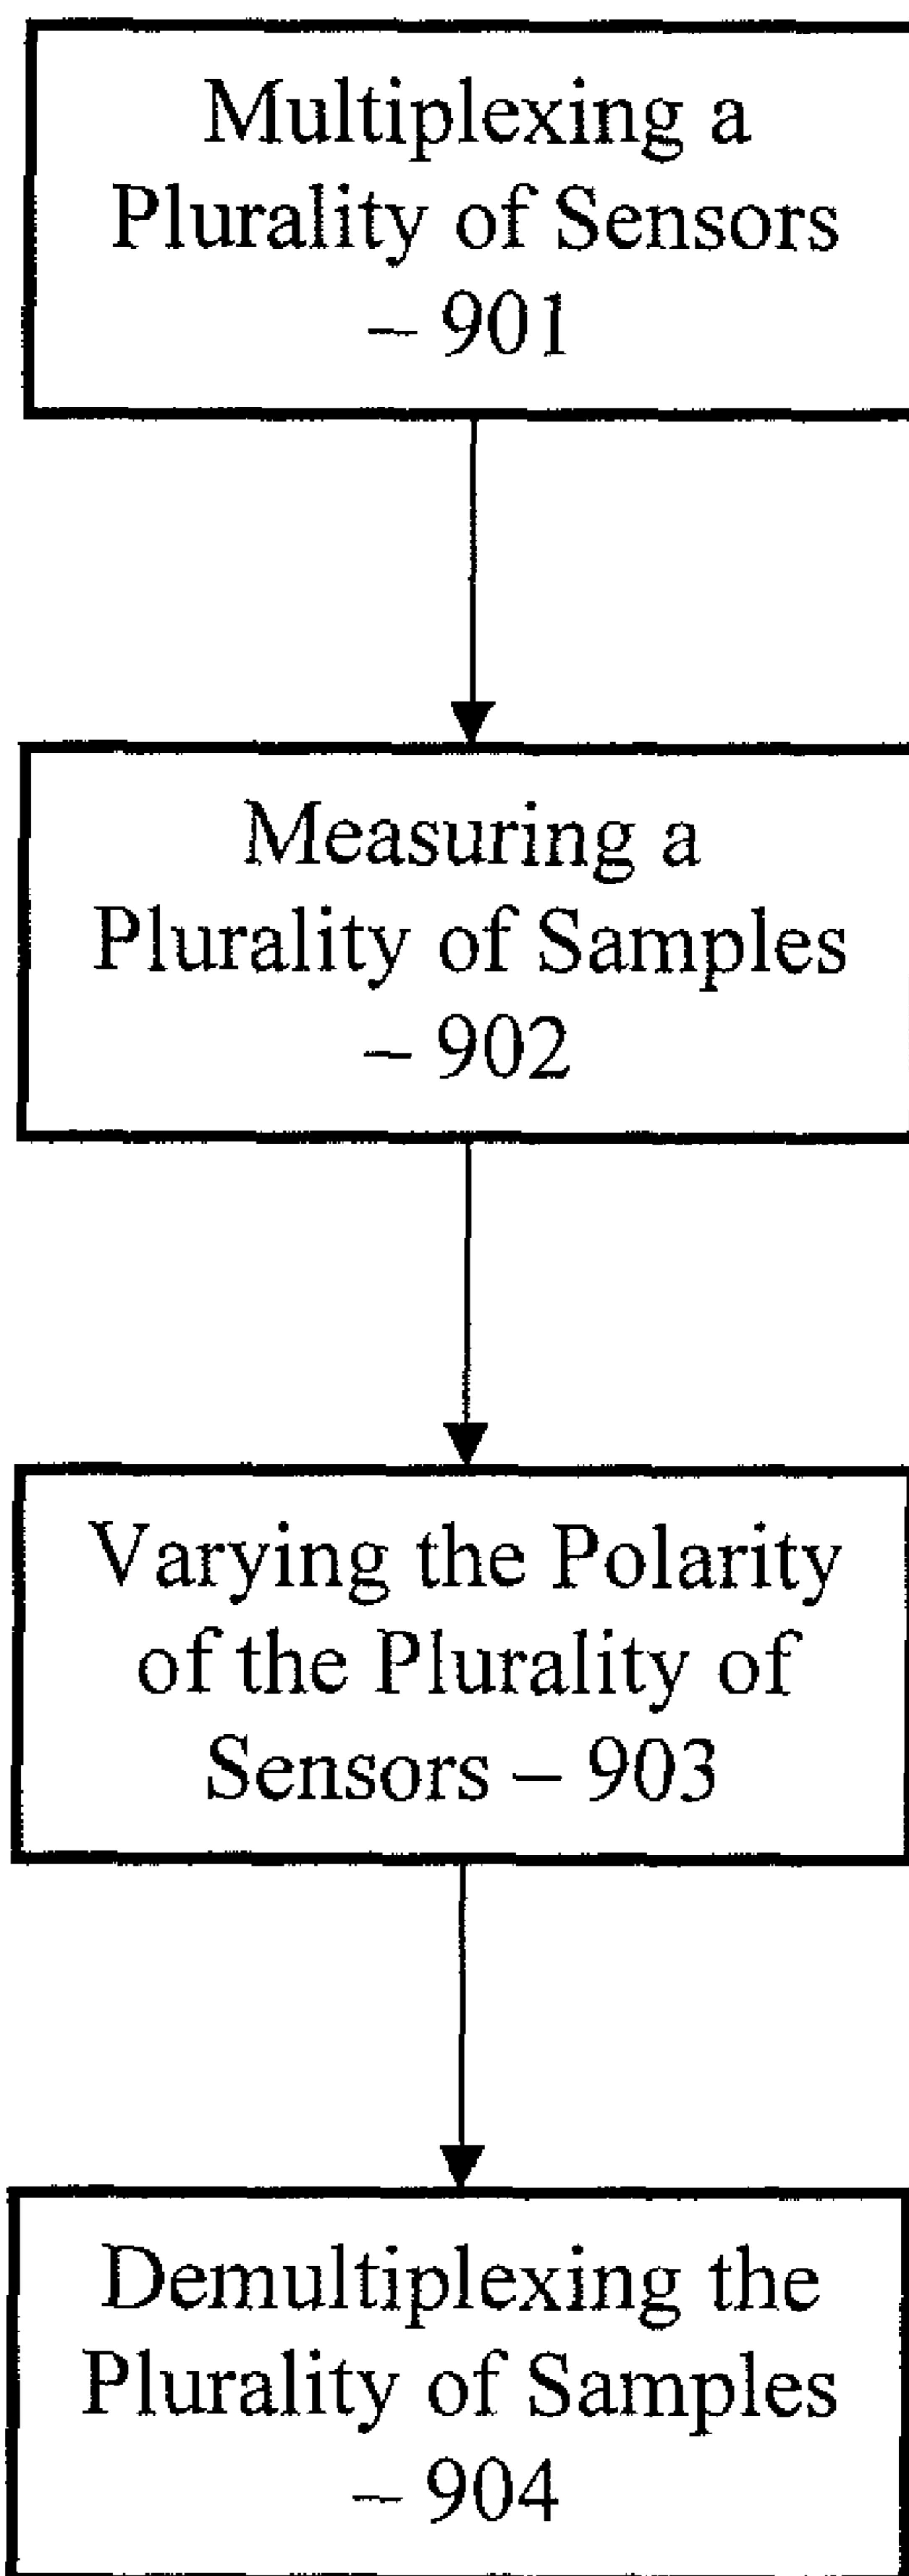 Multiplexing a
Plurality of Sensors
– 901
Measuring a
Plurality of Samples
– 902
Varying the Polarity
of the Plurality of
Sensors – 903
Demultiplexing the
Plurality of Samples
– 904